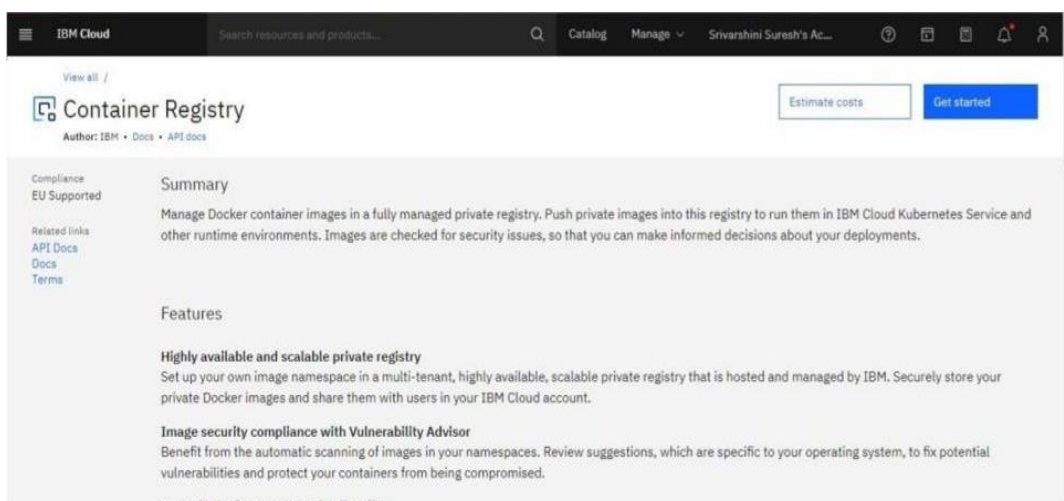 IBM Cloud
Search resources and products...
Catalog
Manage
Srivarshini Suresh's Ac...
View all /
Container Registry
Author: IBM • Docs • API docs
Estimate costs
Get started
Compliance
EU Supported
Related links
API Docs
Docs
Terms
Summary
Manage Docker container images in a fully managed private registry. Push private images into this registry to run them in IBM Cloud Kubernetes Service and
other runtime environments. Images are checked for security issues, so that you can make informed decisions about your deployments.
Features
Highly available and scalable private registry
Set up your own image namespace in a multi-tenant, highly available, scalable private registry that is hosted and managed by IBM. Securely store your
private Docker images and share them with users in your IBM Cloud account.
Image security compliance with Vulnerability Advisor
Benefit from the automatic scanning of images in your namespaces. Review suggestions, which are specific to your operating system, to fix potential
vulnerabilities and protect your containers from being compromised.